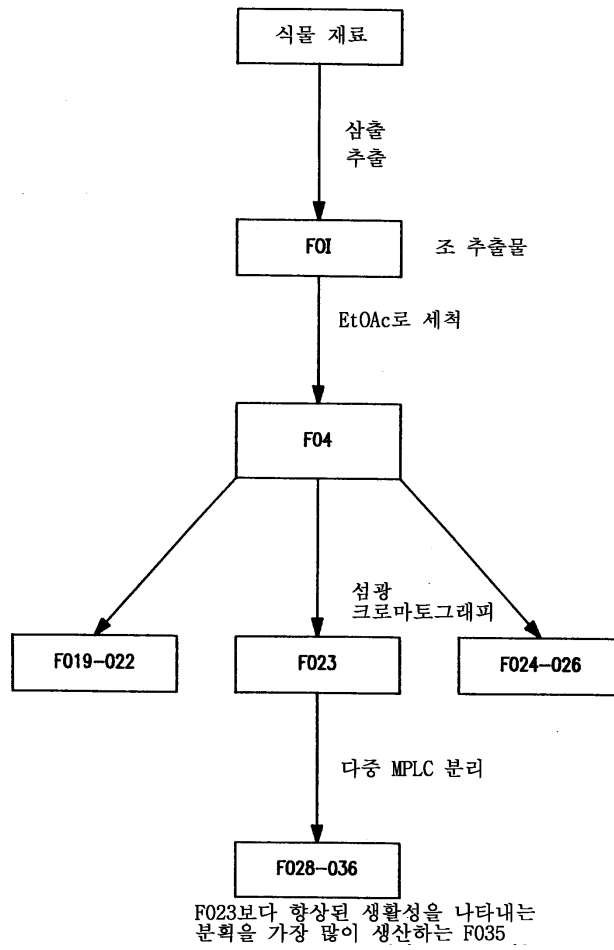 식물 재료
삼출
추출
F0I
조 추출물
EtOAc로 세척
F04
섬광
크로마토그래피
F019-022
F023
F024-026
다중 MPLC 분리
F028-036
F023보다 향상된 생활성을 나타내는
분획을 가장 많이 생산하는 F035